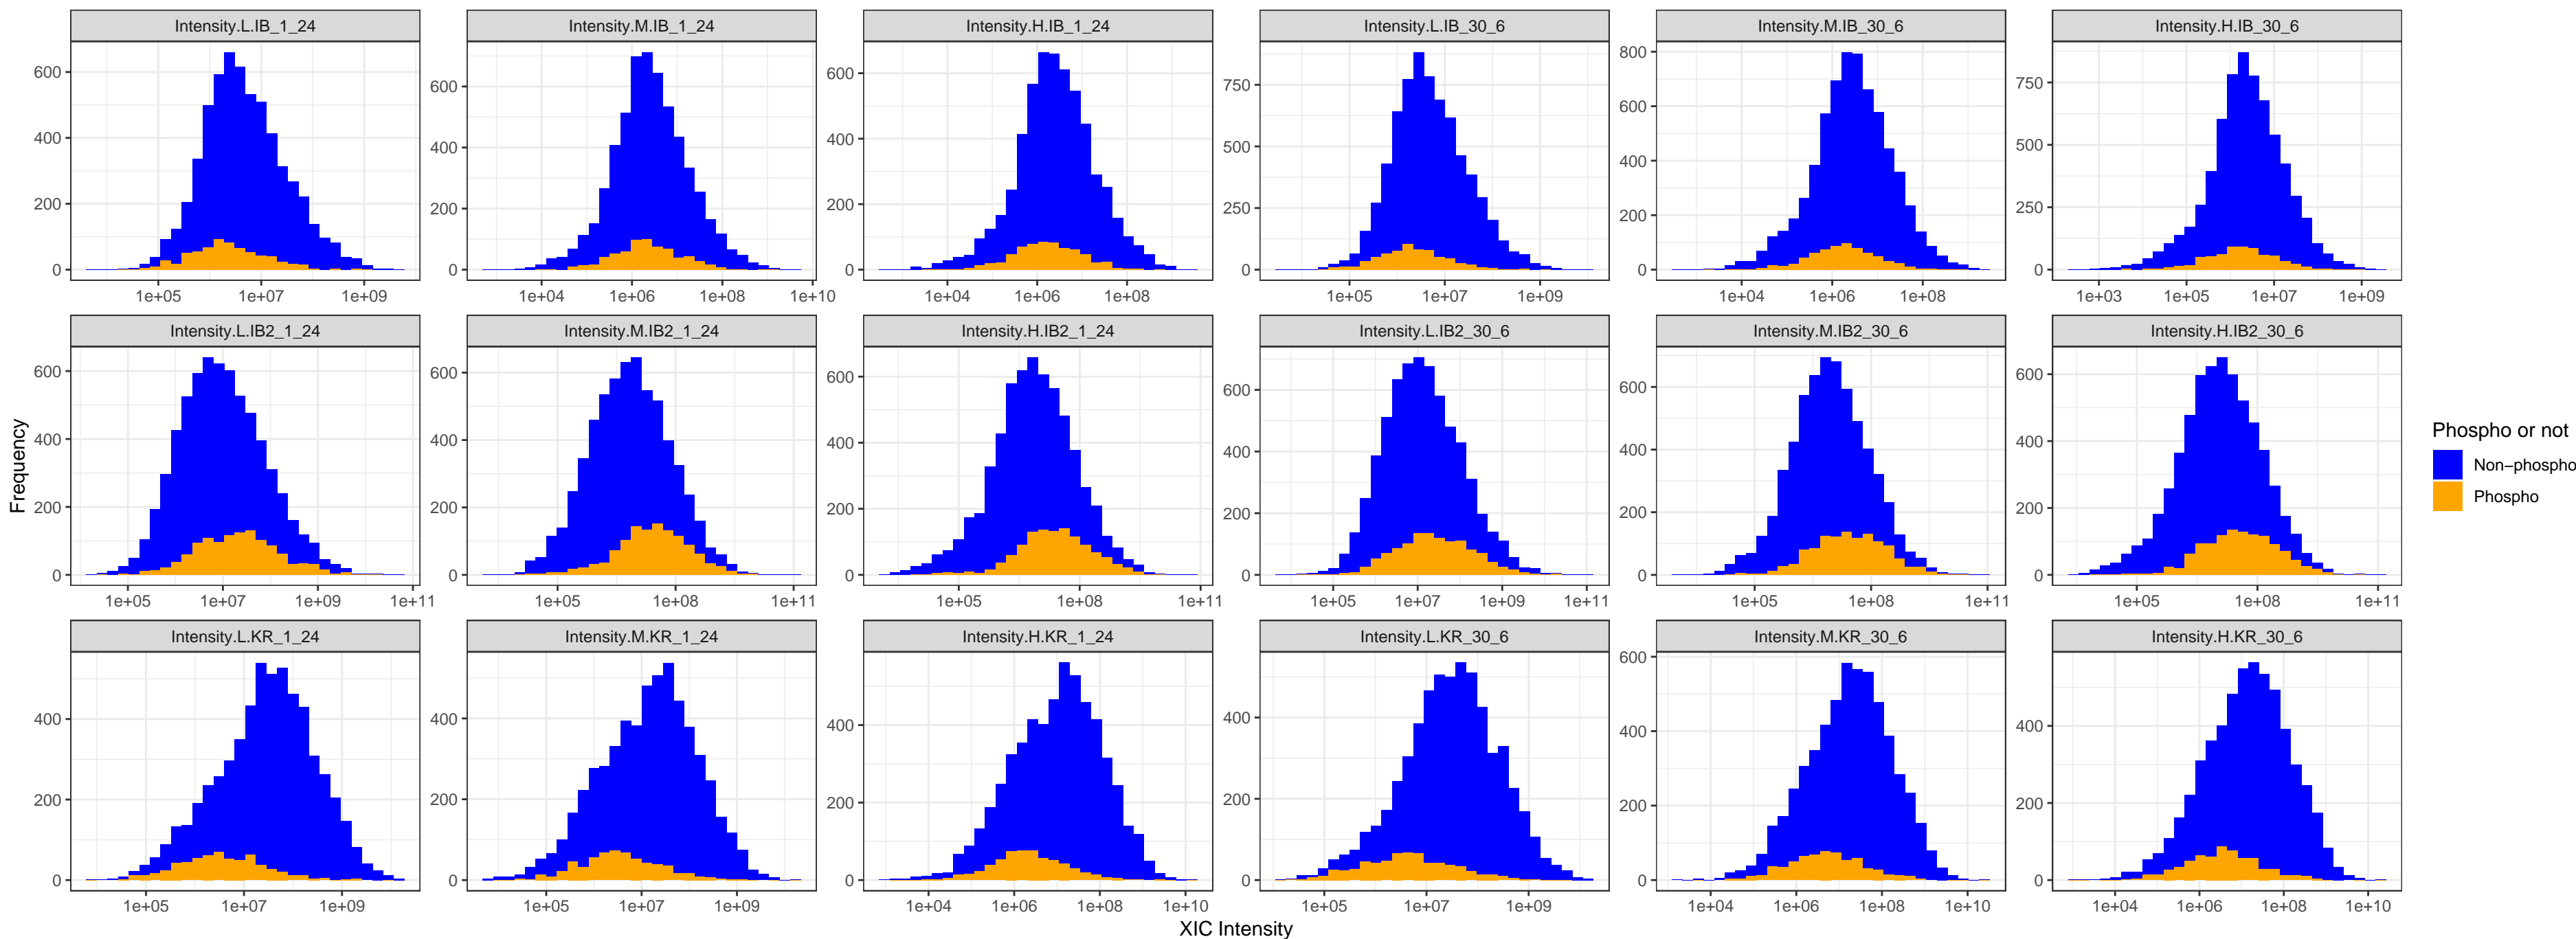 Intensity.L.IB_1_24 Intensity.M.IB_1_24 Intensity.H.IB_1_24 Intensity.L.IB_30_6 Intensity.M.IB_30_6 Intensity.H.IB_30_6
600 600 600 750 800 750
400 400 400 500 600 500
200 200 200 250 400 250
0 0 0 0 200 0
0
1e+05 1e+07 1e+09 1e+04 1e+06 1e+08 1e+10 1e+04 1e+06 1e+08 1e+05 1e+07 1e+09 1e+04 1e+06 1e+08 1e+03 1e+05 1e+07 1e+09
Intensity.L.IB2_1_24 Intensity.M.IB2_1_24 Intensity.H.IB2_1_24 Intensity.L.IB2_30_6 Intensity.M.IB2_30_6 Intensity.H.IB2_30_6
600 600 600 600 600 600
400 400 400 400 400 400
200 200 200 200 200 200
0 0 0 0 0 0
1e+05 1e+07 1e+09 1e+11 1e+05 1e+08 1e+11 1e+05 1e+08 1e+11 1e+05 1e+07 1e+09 1e+11 1e+05 1e+08 1e+11 1e+05 1e+08 1e+11
Intensity.L.KR_1_24 Intensity.M.KR_1_24 Intensity.H.KR_1_24 Intensity.L.KR_30_6 Intensity.M.KR_30_6 Intensity.H.KR_30_6
400 400 400 400 600 400
200 200 200 200 400 200
0 0 0 0 200 0
0
1e+05 1e+07 1e+09 1e+05 1e+07 1e+09 1e+04 1e+06 1e+08 1e+10 1e+05 1e+07 1e+09 1e+04 1e+06 1e+08 1e+10 1e+04 1e+06 1e+08 1e+10
XIC Intensity
Frequency
Phospho or not
Non−phospho
Phospho